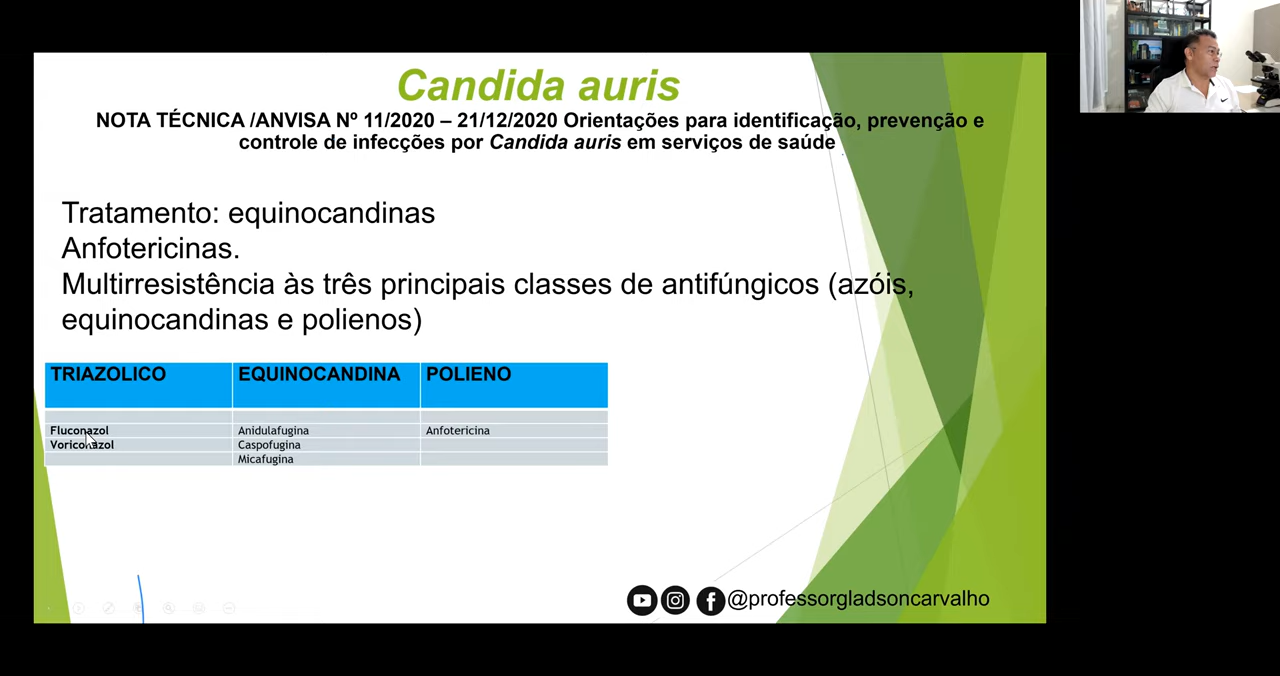 Candida auris
NOTA TÉCNICA /ANVISA Nº 11/2020 – 21/12/2020 Orientações para identificação, prevenção e
controle de infecções por Candida auris em serviços de saúde
Tratamento: equinocandinas
Anfotericinas.
Multirresistência às três principais classes de antifúngicos (azóis,
equinocandinas e polienos)
TRIAZOLICO EQUINOCANDINA POLIENO
Fluconazol Anidulafugina Anfotericina
Voriconazol Caspofugina
Micafugina
@professorgladsoncarvalho